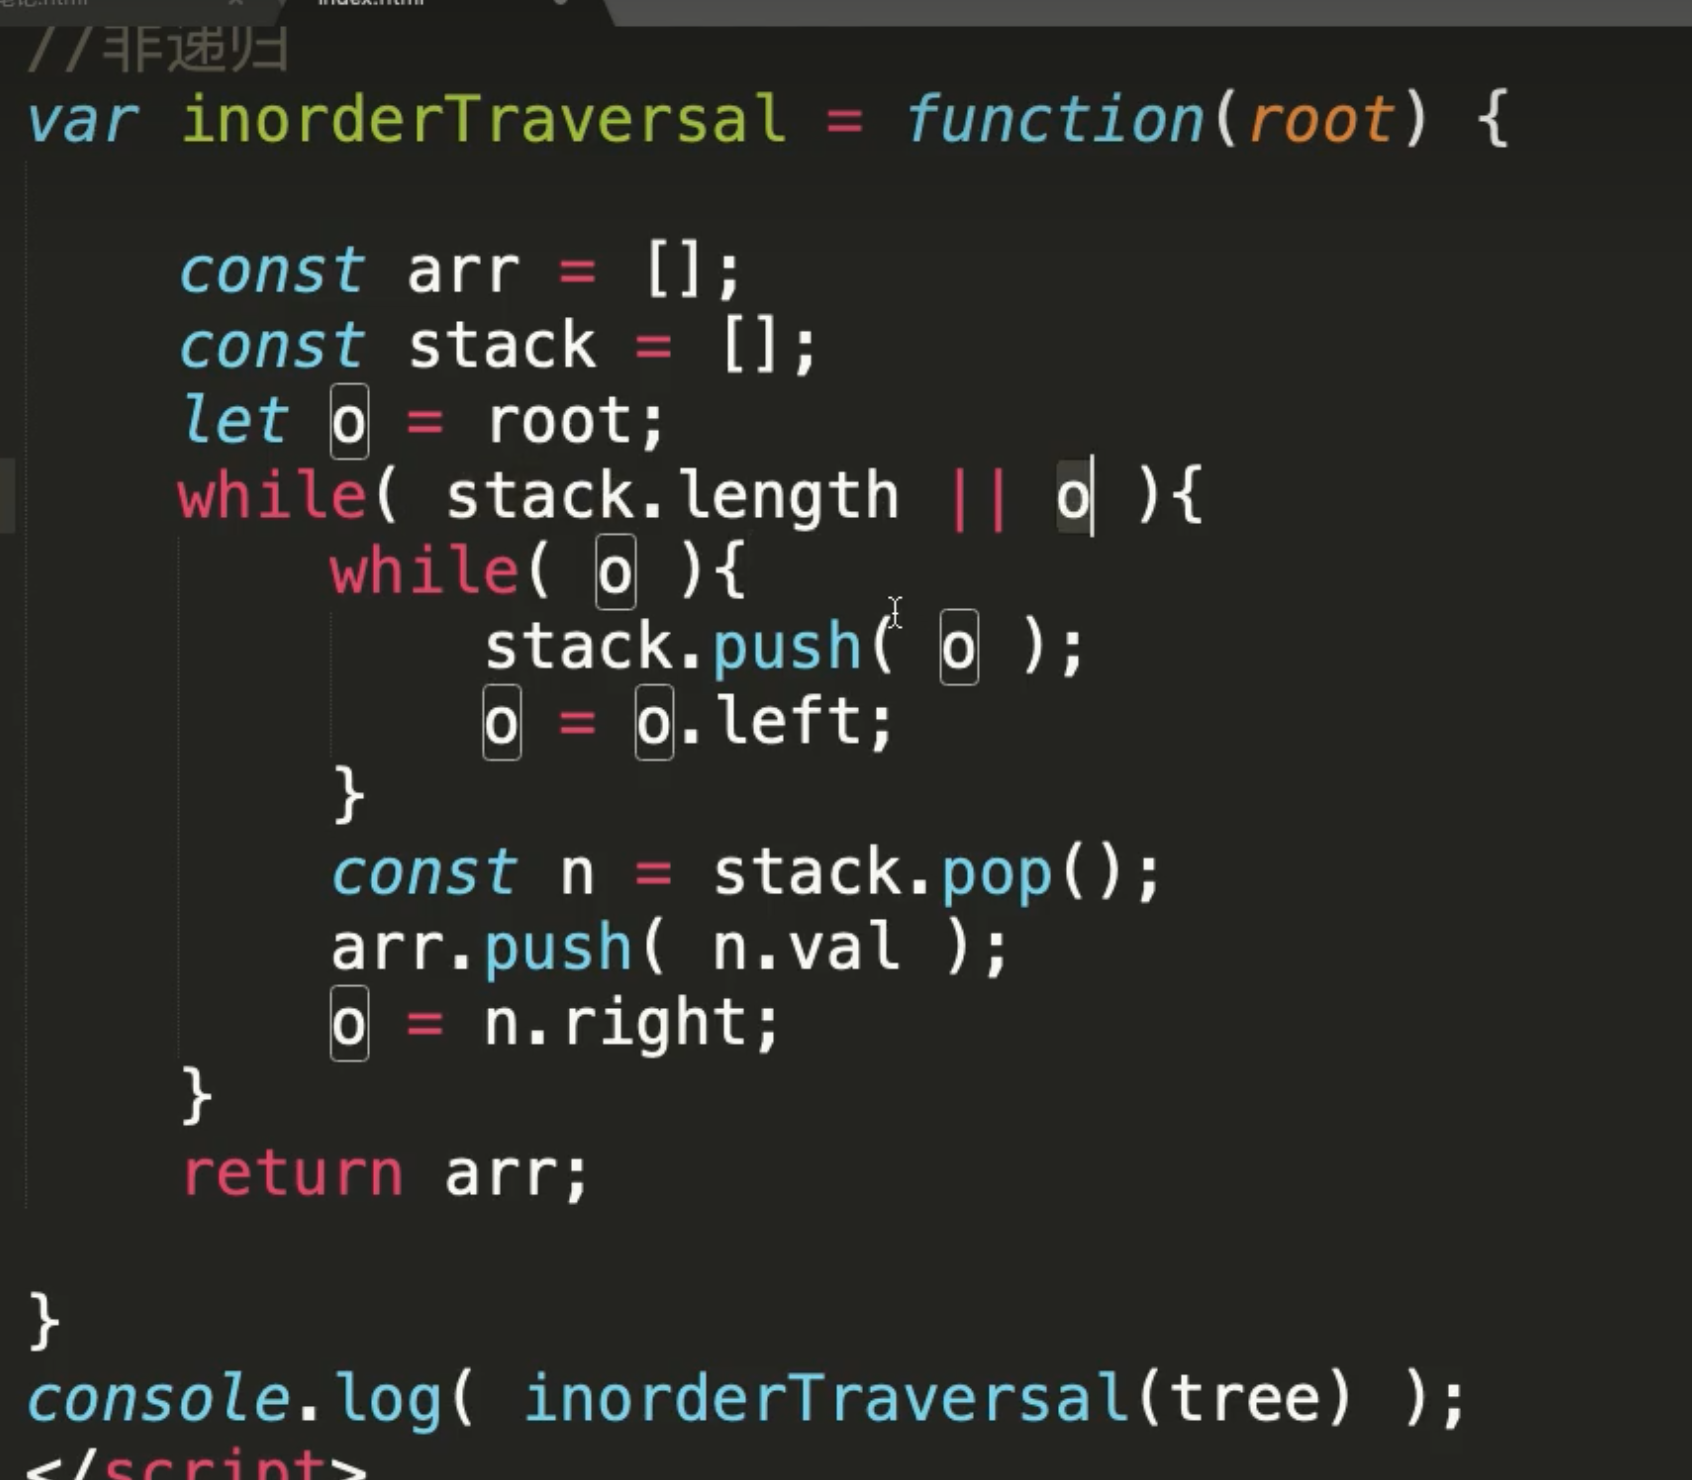 index.html
//非递归
var inorderTraversal = function(root) {
const arr = [];
const stack = [];
let o = root;
while( stack.length || o ){
while( o ){
stack.push( o );
o = o.left;
}
const n = stack.pop();
arr.push( n.val );
o = n.right;
}
return arr;
}
console.log( inorderTraversal(tree) );
</script>